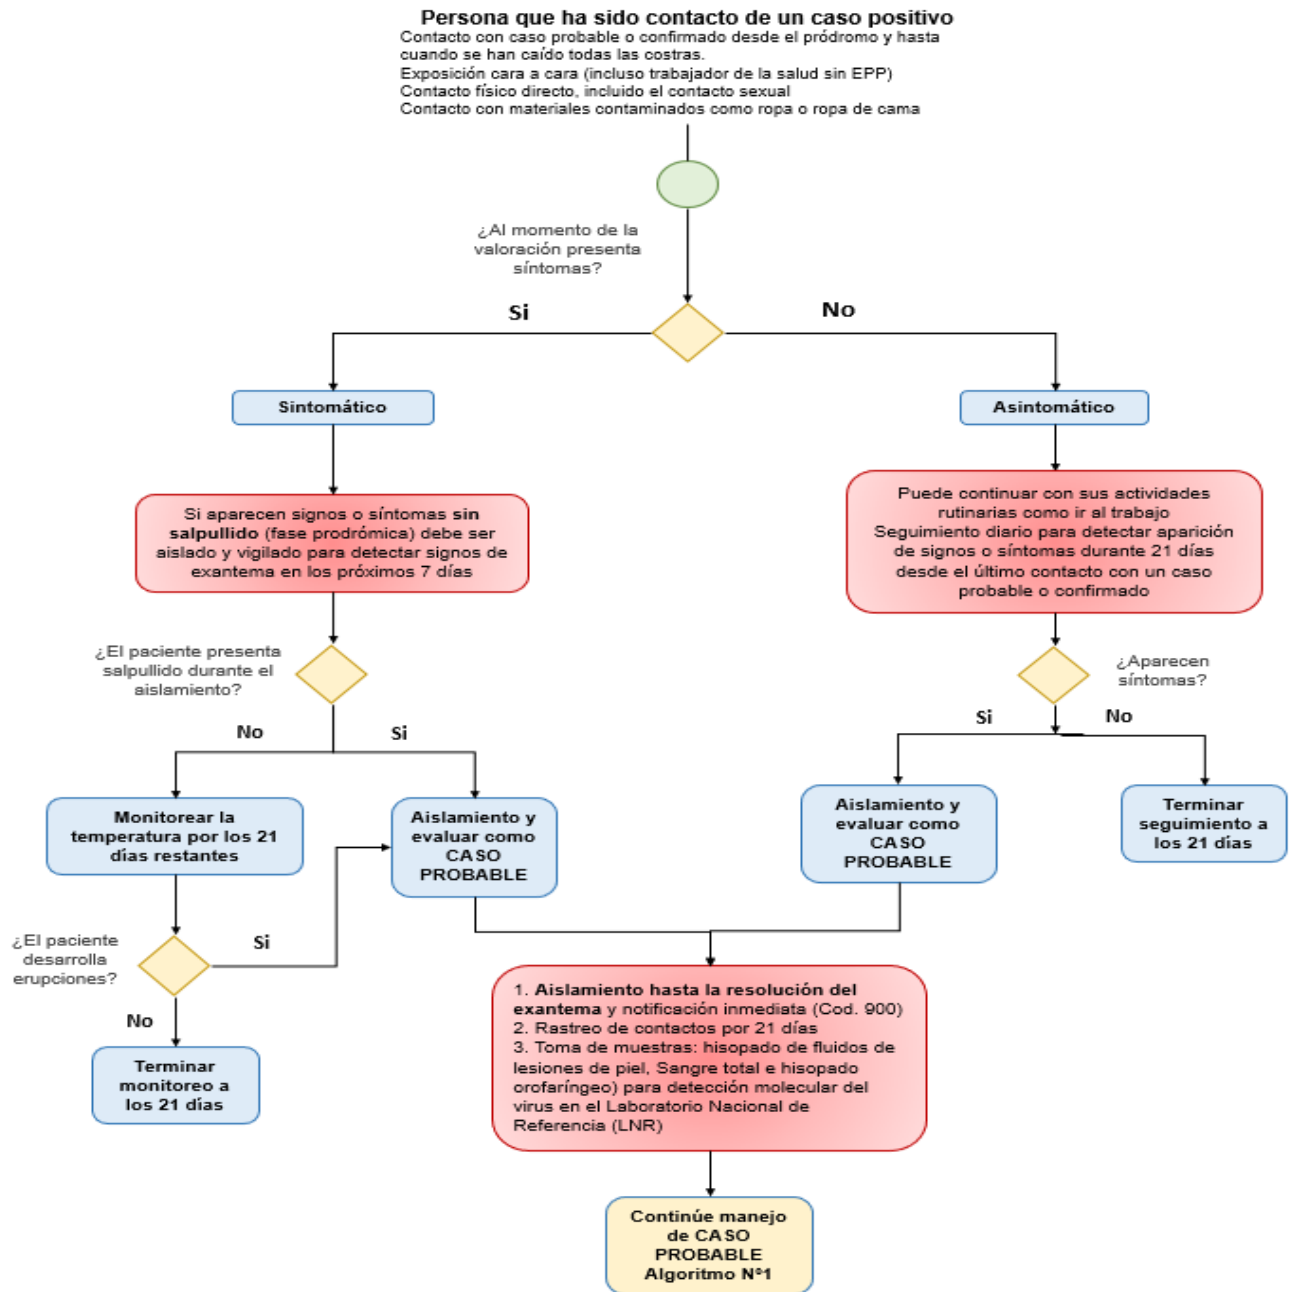 Persona que ha sido contacto de un caso positivo
Contacto con caso probable o confirmado desde el pródromo y hasta
cuando se han caído todas las costras.
Exposición cara a cara (incluso trabajador de la salud sin EPP)
Contacto físico directo, incluido el contacto sexual
Contacto con materiales contaminados como ropa o ropa de cama
¿Al momento de la
valoración presenta
síntomas?
Si
No
Sintomático
Asintomático
Si aparecen signos o síntomas sin
salpullido (fase prodrómica) debe ser
aislado y vigilado para detectar signos de
exantema en los próximos 7 días
Puede continuar con sus actividades
rutinarias como ir al trabajo
Seguimiento diario para detectar aparición
de signos o síntomas durante 21 días
desde el último contacto con un caso
probable o confirmado
¿El paciente presenta
salpullido durante el
aislamiento?
¿Aparecen
síntomas?
No
Si
Si
No
Monitorear la
temperatura por los 21
días restantes
Aislamiento y
evaluar como
CASO
PROBABLE
Aislamiento y
evaluar como
CASO
PROBABLE
Terminar
seguimiento a
los 21 días
¿El paciente
desarrolla
erupciones?
Si
No
Terminar
monitoreo a
los 21 días
1. Aislamiento hasta la resolución del
exantema y notificación inmediata (Cod. 900)
2. Rastreo de contactos por 21 días
3. Toma de muestras: hisopado de fluidos de
lesiones de piel, Sangre total e hisopado
orofaríngeo) para detección molecular del
virus en el Laboratorio Nacional de
Referencia (LNR)
Continúe manejo
de CASO
PROBABLE
Algoritmo Nº1